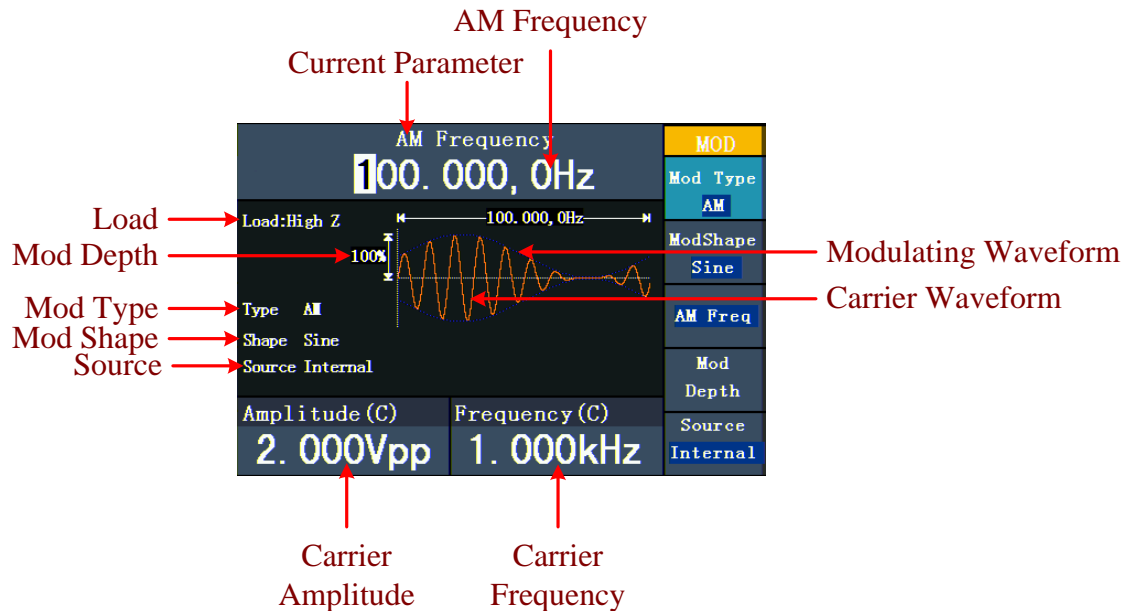 AM Frequency
Current Parameter
AM Frequency
100.000,0Hz
MOD
Mod Type
AM
ModShape
Sine
AM Freq
Mod
Depth
Source
Internal
Load
Load:High Z
100.000,0Hz
Mod Depth
100%
Modulating Waveform
Carrier Waveform
Mod Type
Type AM
Mod Shape
Shape Sine
Source
Source Internal
Amplitude(C)
2.000Vpp
Frequency(C)
1.000kHz
Carrier
Amplitude
Carrier
Frequency